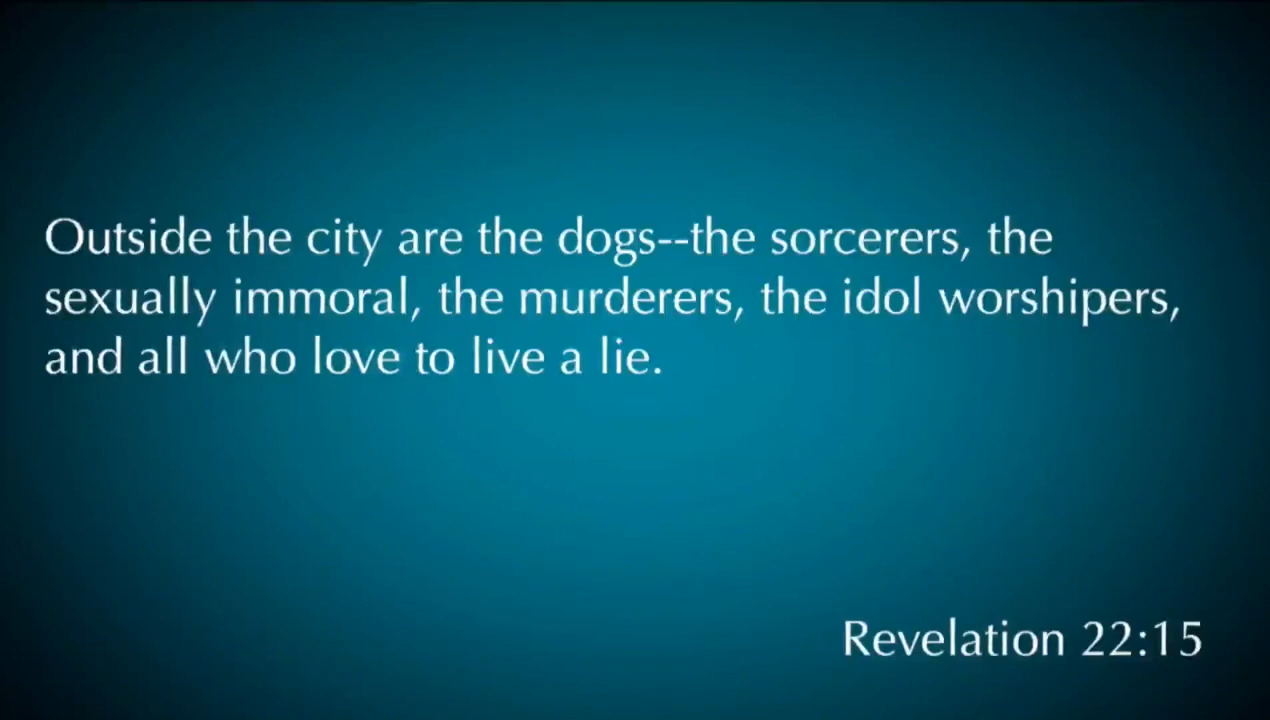 Outside the city are the dogs--the sorcerers, the
sexually immoral, the murderers, the idol worshipers,
and all who love to live a lie.
Revelation 22:15